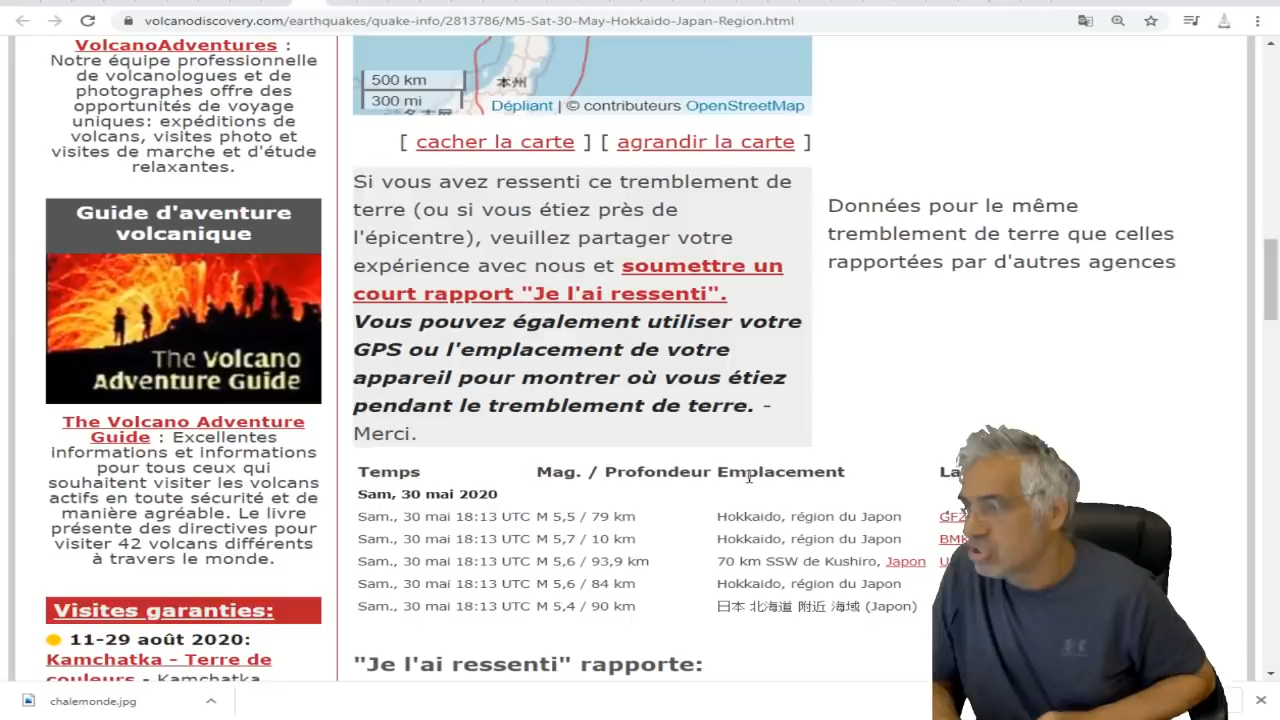 volcanodiscovery.com/earthquakes/quake-info/2813786/M5-Sat-30-May-Hokkaido-Japan-Region.html
VolcanoAdventures :
Notre équipe professionnelle
de volcanologues et de
photographes offre des
opportunités de voyage
uniques: expéditions de
volcans, visites photo et
visites de marche et d'étude
relaxantes.
Guide d'aventure
volcanique
The Volcano
Adventure Guide
The Volcano Adventure
Guide : Excellentes
informations et informations
pour tous ceux qui
souhaitent visiter les volcans
actifs en toute sécurité et de
manière agréable. Le livre
présente des directives pour
visiter 42 volcans différents
à travers le monde.
Visites garanties:
11-29 août 2020:
Kamchatka - Terre de
couleurs - Kamchatka
500 km
300 mi
本州
Dépliant | © contributeurs OpenStreetMap
[ cacher la carte ] [ agrandir la carte ]
Si vous avez ressenti ce tremblement de
terre (ou si vous étiez près de
l'épicentre), veuillez partager votre
expérience avec nous et soumettre un
court rapport "Je l'ai ressenti".
Vous pouvez également utiliser votre
GPS ou l'emplacement de votre
appareil pour montrer où vous étiez
pendant le tremblement de terre. -
Merci.
Données pour le même
tremblement de terre que celles
rapportées par d'autres agences
Temps Mag. / Profondeur Emplacement
Sam, 30 mai 2020
Sam., 30 mai 18:13 UTC M 5,5 / 79 km Hokkaido, région du Japon GFZ
Sam., 30 mai 18:13 UTC M 5,7 / 10 km Hokkaido, région du Japon
Sam., 30 mai 18:13 UTC M 5,6 / 93,9 km 70 km SSW de Kushiro, Japon
Sam., 30 mai 18:13 UTC M 5,6 / 84 km Hokkaido, région du Japon
Sam., 30 mai 18:13 UTC M 5,4 / 90 km 日本 北海道 附近 海域 (Japon)
"Je l'ai ressenti" rapporte:
chalemonde.jpg